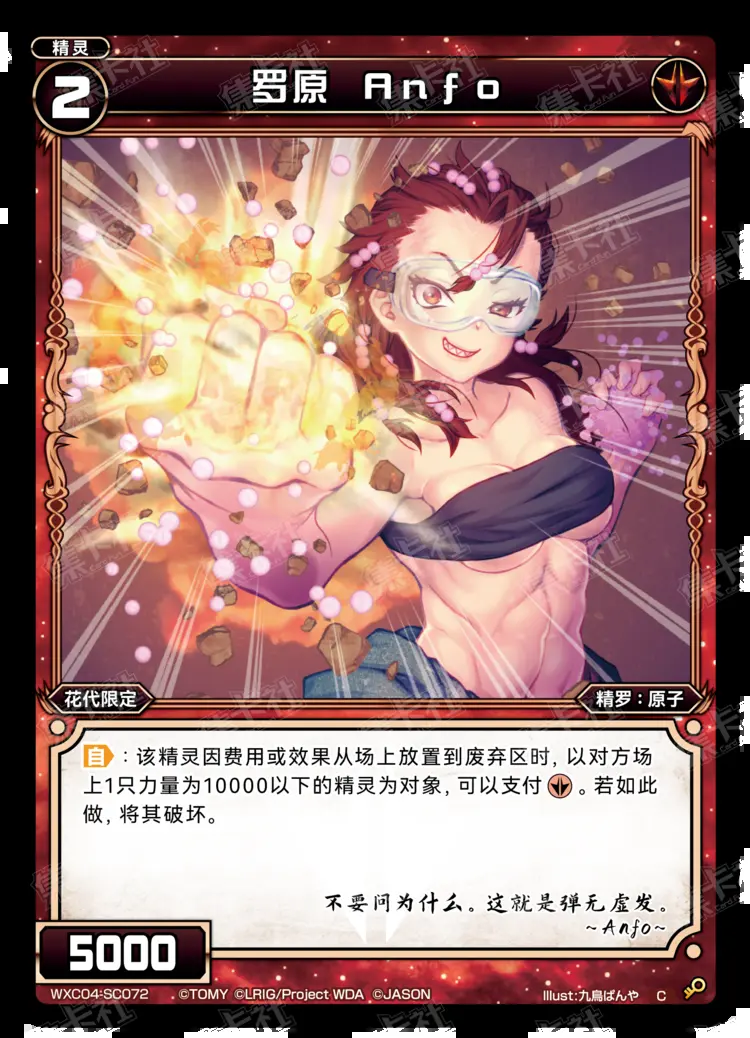 精灵
2
罗原 Anfo
花代限定
精罗：原子
自：该精灵因费用或效果从场上放置到废弃区时，以对方场
上1只力量为10000以下的精灵为对象，可以支付。若如此
做，将其破坏。
不要问为什么。这就是弹无虚发。
~Anfo~
5000
WXC04-SC072 ©TOMY ©LRIG/Project WDA ©JASON
Illust:九鳥ぱんや C
集卡社